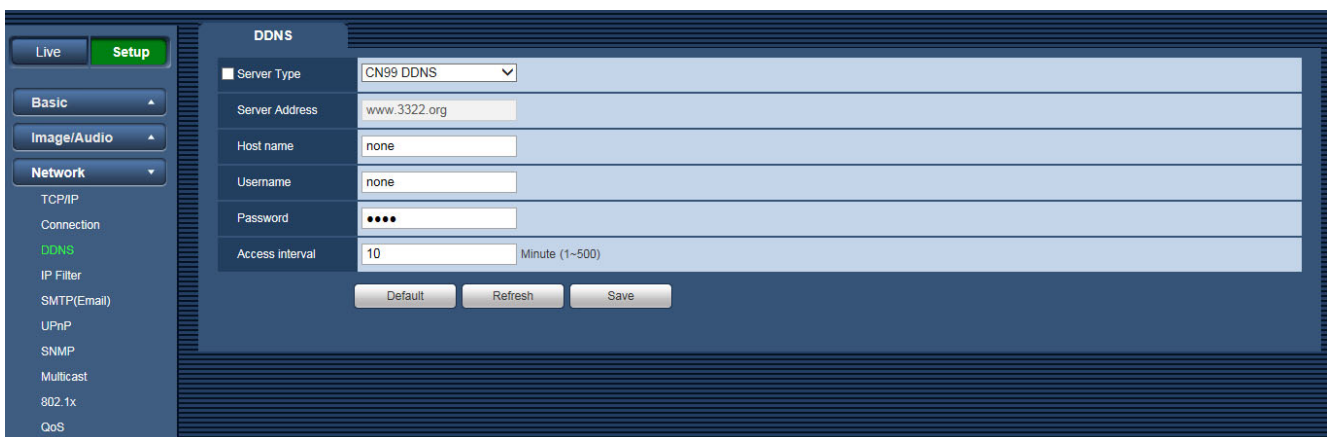 Live Setup
Basic
Image/Audio
Network
TCP/IP
Connection
DDNS
IP Filter
SMTP(Email)
UPnP
SNMP
Multicast
802.1x
QoS
DDNS
Server Type CN99 DDNS
Server Address www.3322.org
Host name none
Username none
Password ●●●●
Access interval 10 Minute (1~500)
Default Refresh Save